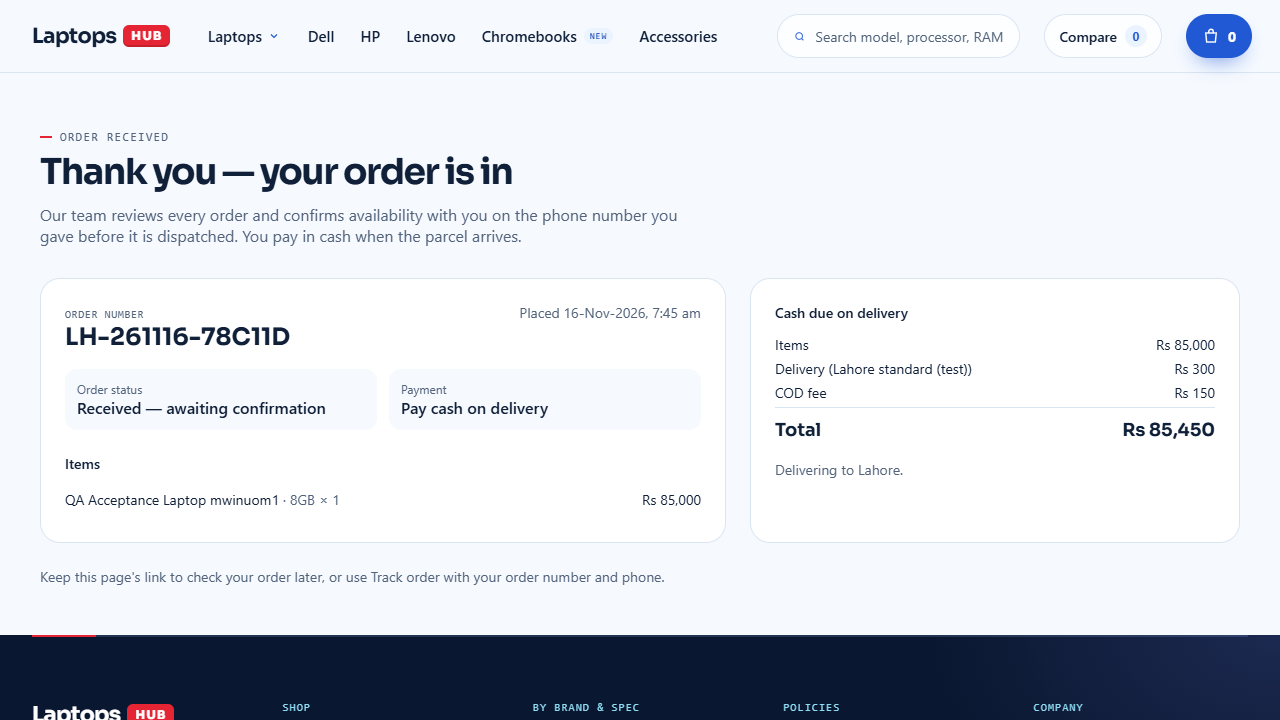 Laptops HUB
Laptops Dell HP Lenovo Chromebooks NEW Accessories
Search model, processor, RAM
Compare 0
0
ORDER RECEIVED
Thank you — your order is in
Our team reviews every order and confirms availability with you on the phone number you
gave before it is dispatched. You pay in cash when the parcel arrives.
ORDER NUMBER
LH-261116-78C11D
Placed 16-Nov-2026, 7:45 am
Order status
Received — awaiting confirmation
Payment
Pay cash on delivery
Items
QA Acceptance Laptop mwinuom1 · 8GB × 1 Rs 85,000
Cash due on delivery
Items Rs 85,000
Delivery (Lahore standard (test)) Rs 300
COD fee Rs 150
Total Rs 85,450
Delivering to Lahore.
Keep this page's link to check your order later, or use Track order with your order number and phone.
Laptops HUB
SHOP
BY BRAND & SPEC
POLICIES
COMPANY